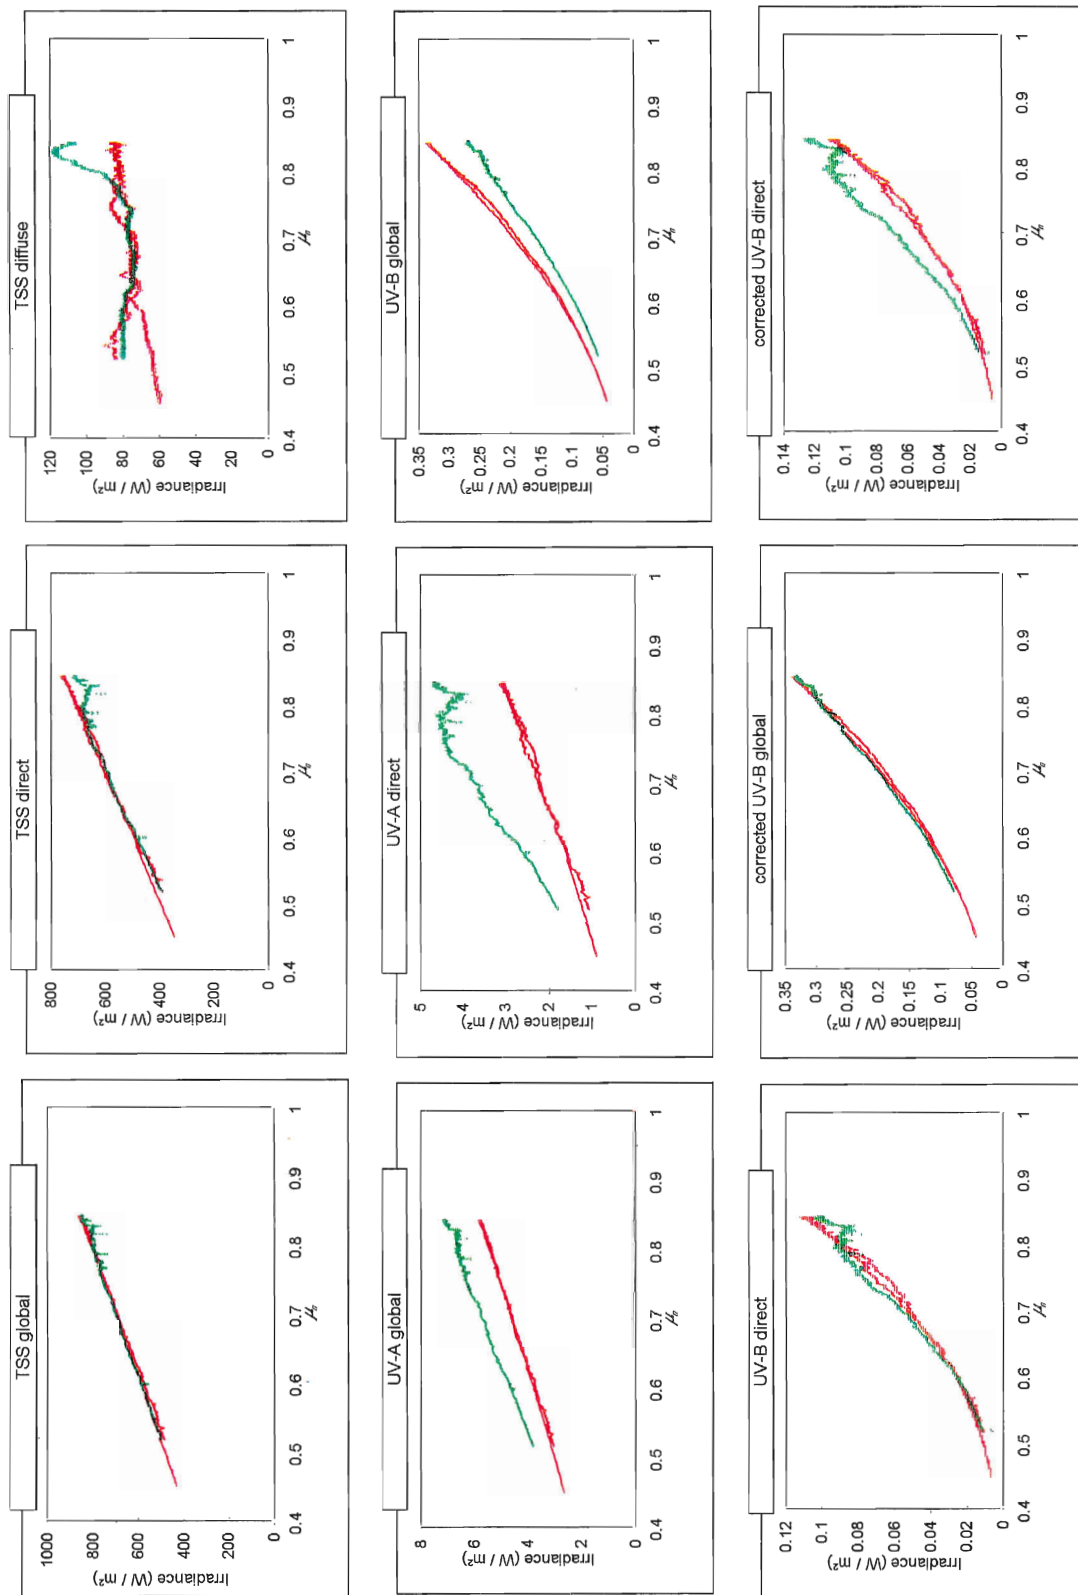 TSS global
Irradiance (W / m²)
1000
800
600
400
200
0
0.4 0.5 0.6 0.7 0.8 0.9 1
μ₀
TSS direct
Irradiance (W / m²)
800
600
400
200
0
0.4 0.5 0.6 0.7 0.8 0.9 1
μ₀
TSS diffuse
Irradiance (W / m²)
120
100
80
60
40
20
0
0.4 0.5 0.6 0.7 0.8 0.9 1
μ₀
UV-A global
Irradiance (W / m²)
8
6
4
2
0
0.4 0.5 0.6 0.7 0.8 0.9 1
μ₀
UV-A direct
Irradiance (W / m²)
5
4
3
2
1
0
0.4 0.5 0.6 0.7 0.8 0.9 1
μ₀
UV-B global
Irradiance (W / m²)
0.35
0.3
0.25
0.2
0.15
0.1
0.05
0
0.4 0.5 0.6 0.7 0.8 0.9 1
μ₀
UV-B direct
Irradiance (W / m²)
0.12
0.1
0.08
0.06
0.04
0.02
0
0.4 0.5 0.6 0.7 0.8 0.9 1
μ₀
corrected UV-B global
Irradiance (W / m²)
0.35
0.3
0.25
0.2
0.15
0.1
0.05
0
0.4 0.5 0.6 0.7 0.8 0.9 1
μ₀
corrected UV-B direct
Irradiance (W / m²)
0.14
0.12
0.1
0.08
0.06
0.04
0.02
0
0.4 0.5 0.6 0.7 0.8 0.9 1
μ₀